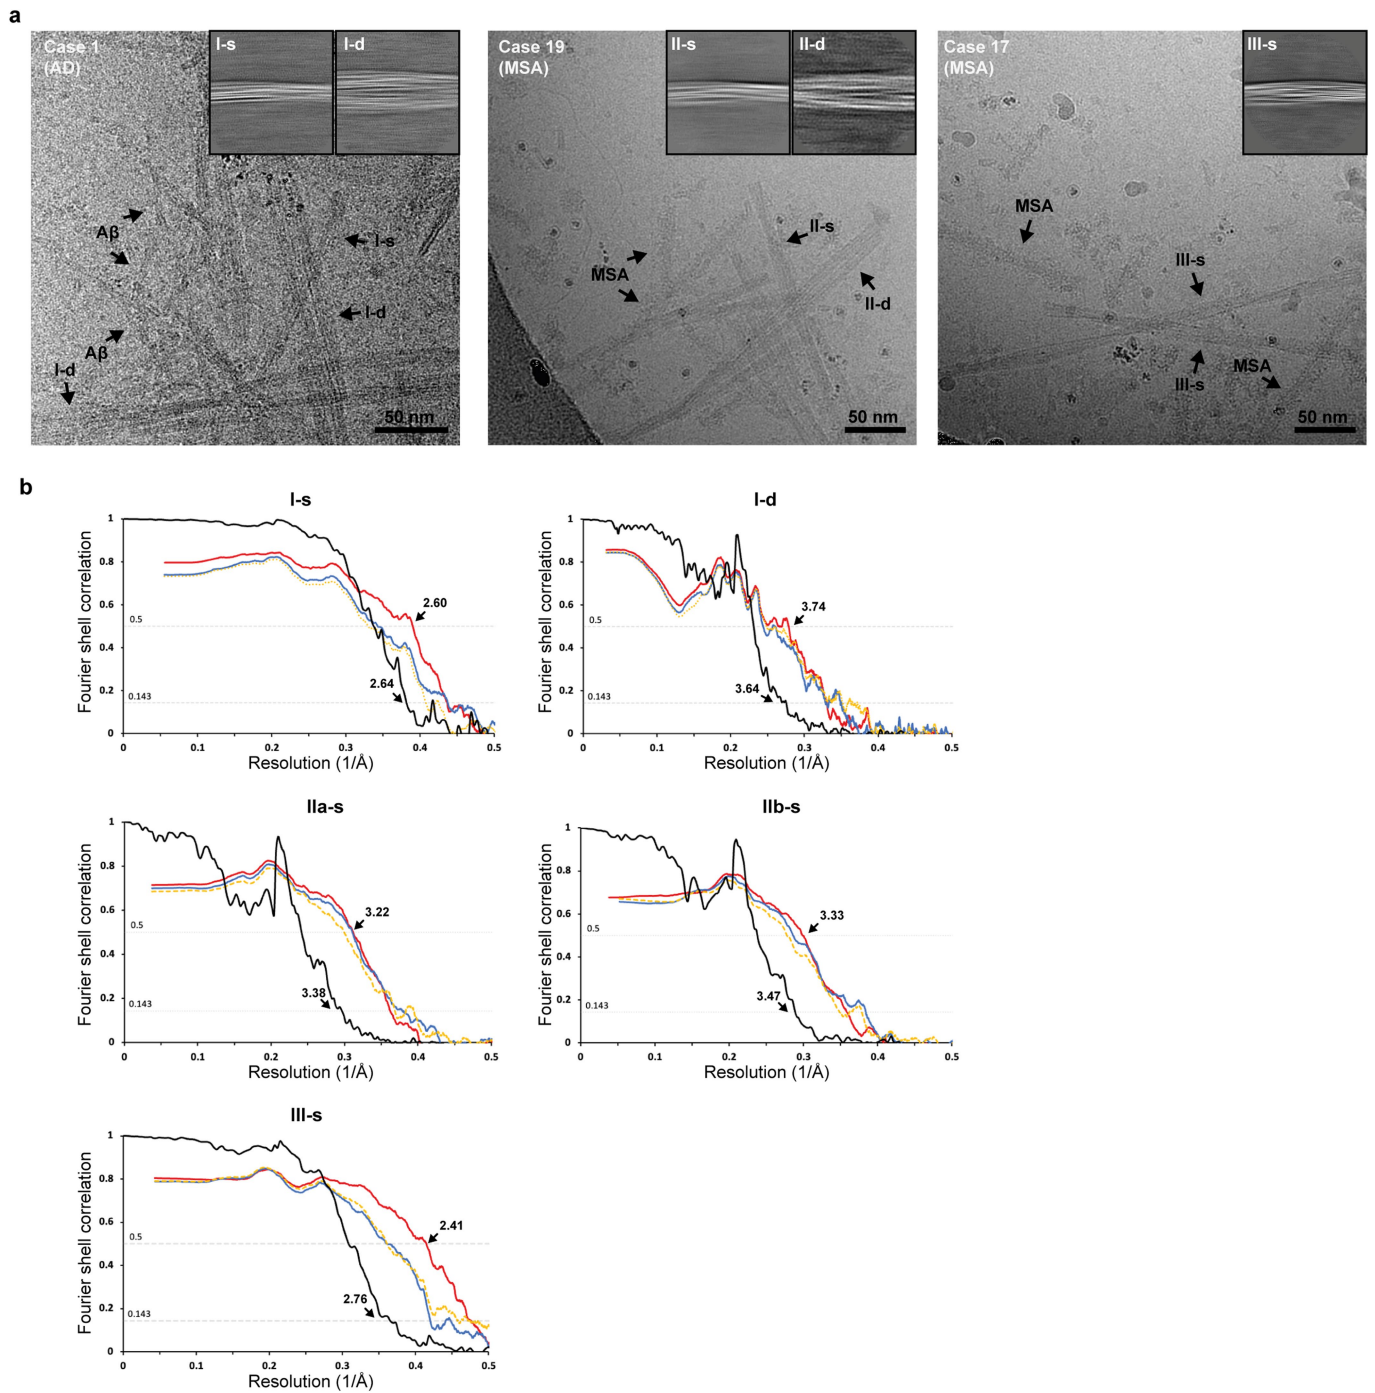 a
Case 1
(AD)
I-s
I-d
Aβ
Aβ
I-d
I-s
I-d
50 nm
Case 19
(MSA)
II-s
II-d
MSA
II-s
II-d
50 nm
Case 17
(MSA)
III-s
MSA
III-s
III-s
MSA
50 nm
b
I-s
Fourier shell correlation
1
0.8
0.6
0.4
0.2
0
0.5
0.143
2.60
2.64
0
0.1
0.2
0.3
0.4
0.5
Resolution (1/Å)
I-d
Fourier shell correlation
1
0.8
0.6
0.4
0.2
0
0.5
0.143
3.74
3.64
0
0.1
0.2
0.3
0.4
0.5
Resolution (1/Å)
IIa-s
Fourier shell correlation
1
0.8
0.6
0.4
0.2
0
0.5
0.143
3.22
3.38
0
0.1
0.2
0.3
0.4
0.5
Resolution (1/Å)
IIb-s
Fourier shell correlation
1
0.8
0.6
0.4
0.2
0
0.5
0.143
3.33
3.47
0
0.1
0.2
0.3
0.4
0.5
Resolution (1/Å)
III-s
Fourier shell correlation
1
0.8
0.6
0.4
0.2
0
0.5
0.143
2.41
2.76
0
0.1
0.2
0.3
0.4
0.5
Resolution (1/Å)